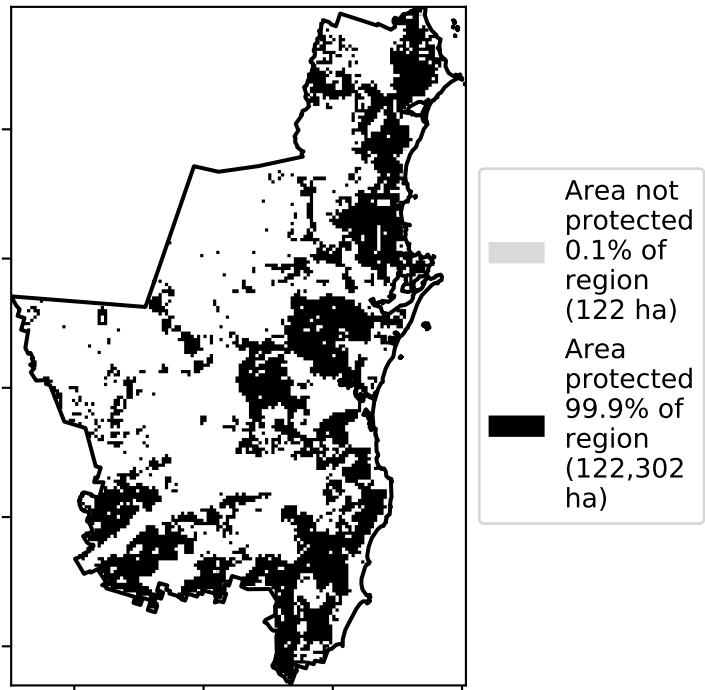 Area not
protected
0.1% of
region
(122 ha)
Area
protected
99.9% of
region
(122,302
ha)